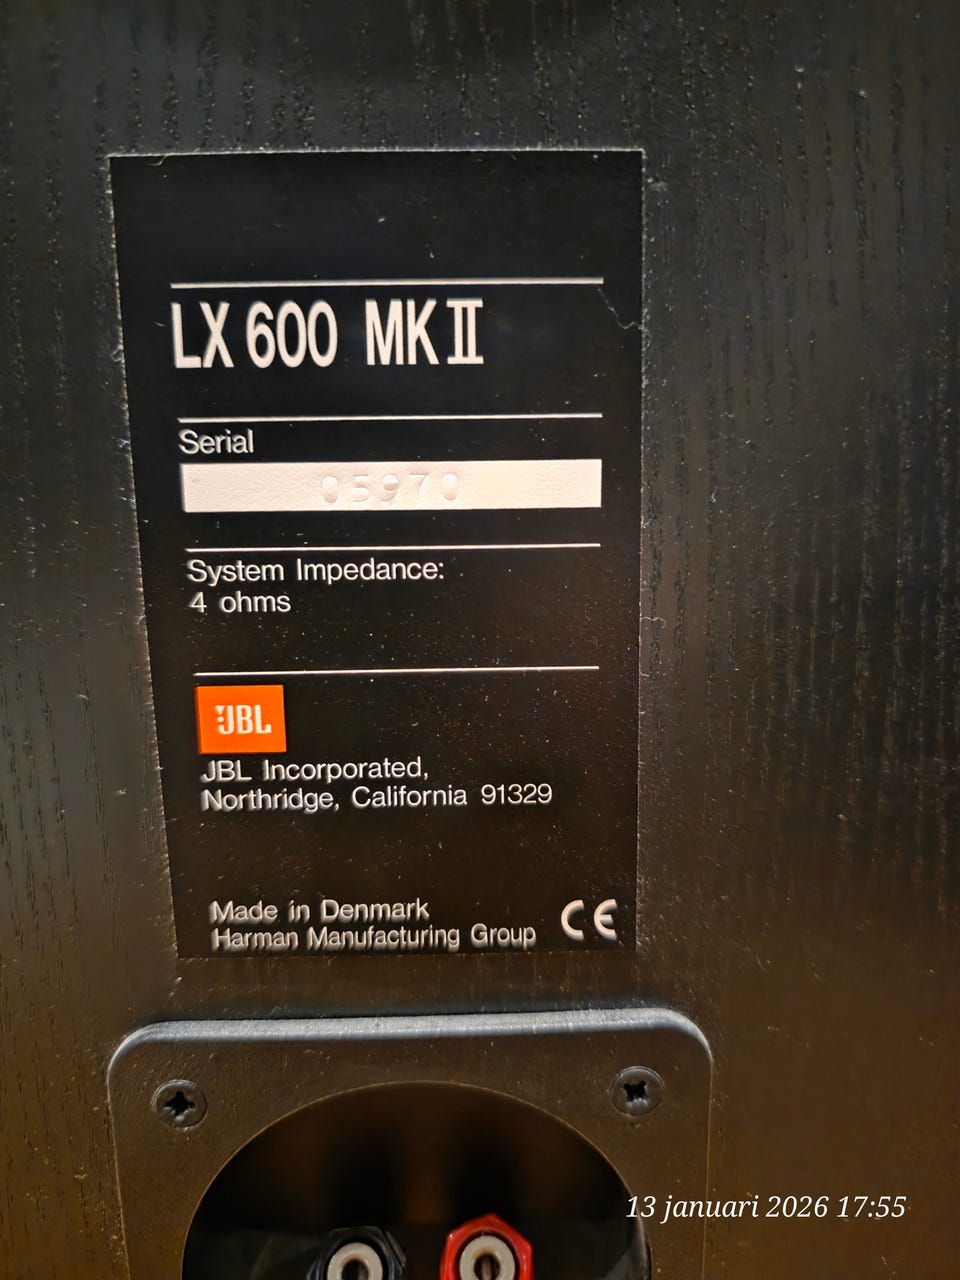 LX 600 MK II
Serial
05970
System Impedance:
4 ohms
JBL
JBL Incorporated,
Northridge, California 91329
Made in Denmark
Harman Manufacturing Group
CE
13 januari 2026 17:55